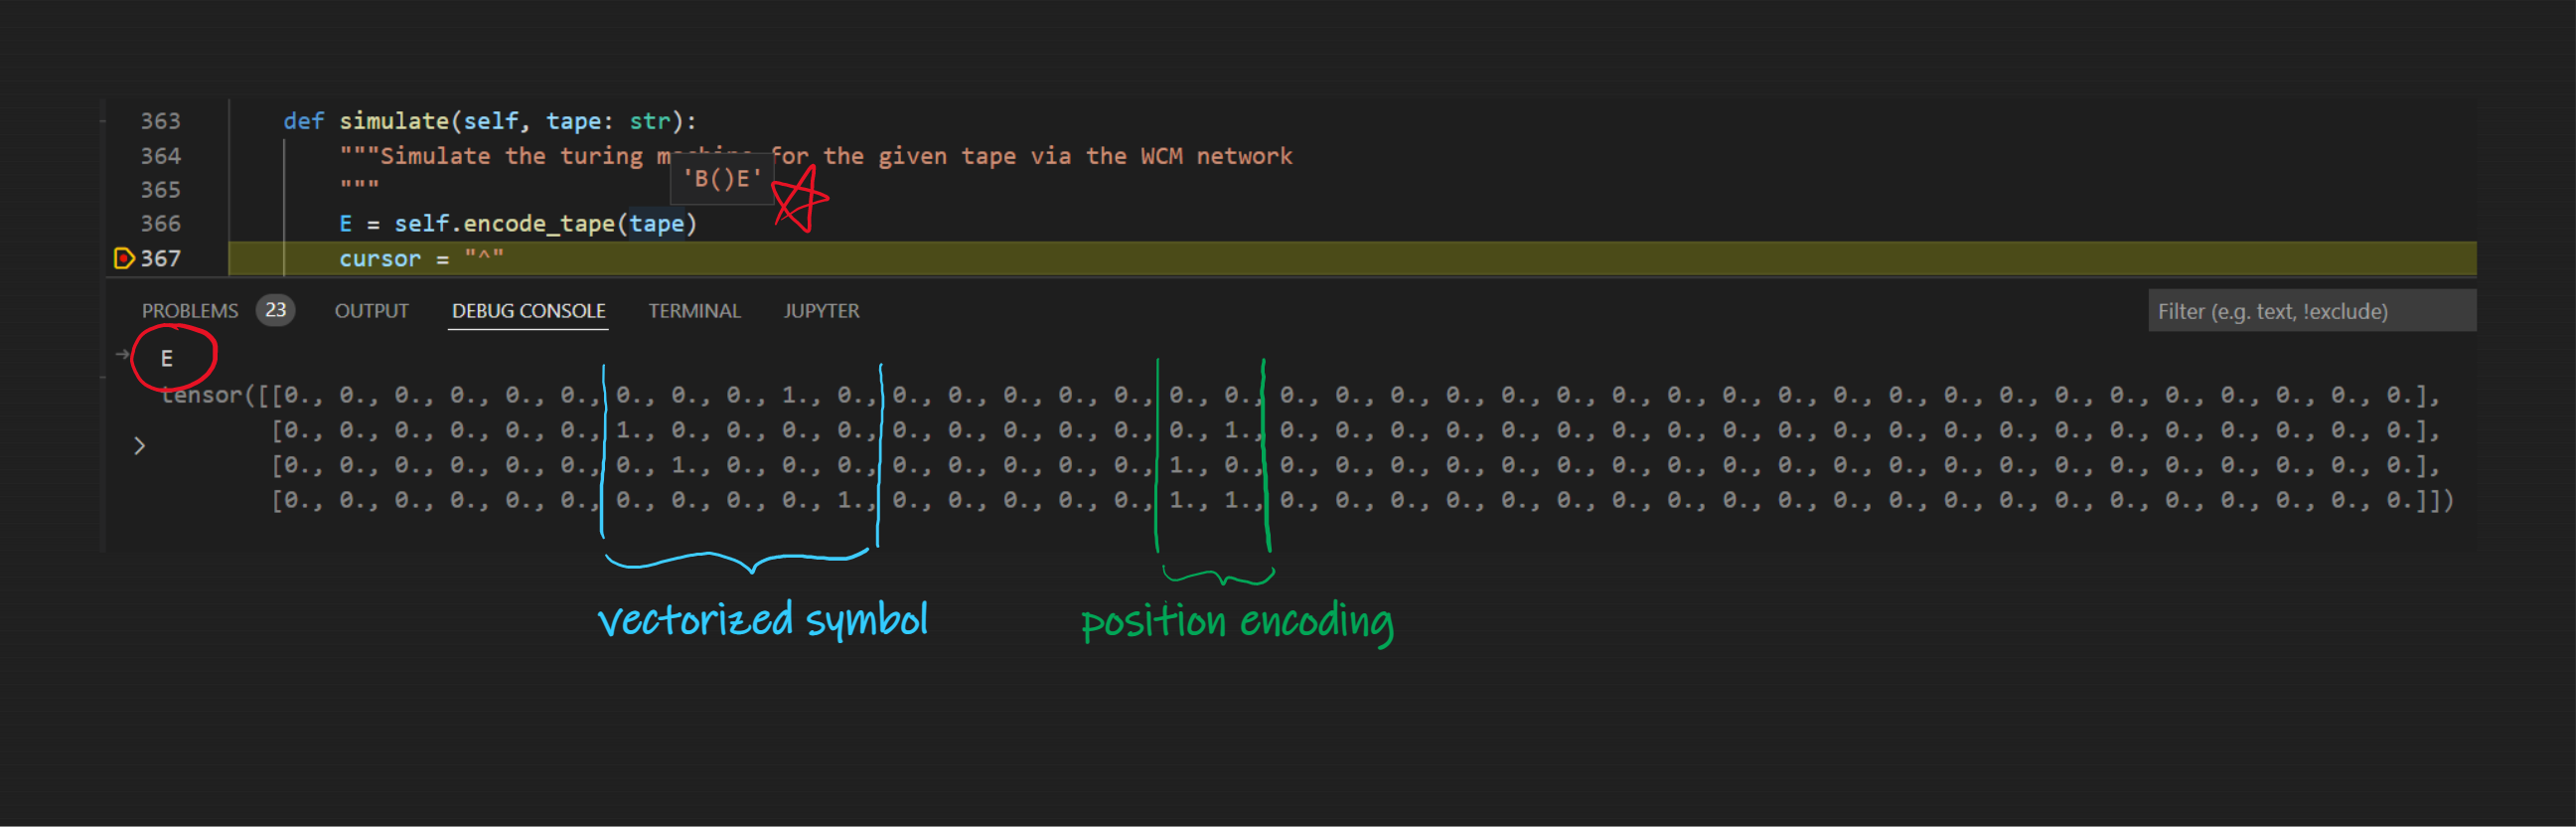 363 def simulate(self, tape: str):
364 """Simulate the turing machine for the given tape via the WCM network
'B()E'
365 """
366 E = self.encode_tape(tape)
367 cursor = "^"
PROBLEMS 23 OUTPUT DEBUG CONSOLE TERMINAL JUPYTER Filter (e.g. text, !exclude)
E
tensor([[0., 0., 0., 0., 0., 0., 0., 0., 0., 1., 0., 0., 0., 0., 0., 0., 0., 0., 0., 0., 0., 0., 0., 0., 0., 0., 0., 0., 0., 0., 0., 0., 0., 0., 0., 0., 0., 0., 0.],
[0., 0., 0., 0., 0., 0., 1., 0., 0., 0., 0., 0., 0., 0., 0., 0., 0., 1., 0., 0., 0., 0., 0., 0., 0., 0., 0., 0., 0., 0., 0., 0., 0., 0., 0., 0., 0., 0., 0.],
[0., 0., 0., 0., 0., 0., 0., 1., 0., 0., 0., 0., 0., 0., 0., 0., 1., 0., 0., 0., 0., 0., 0., 0., 0., 0., 0., 0., 0., 0., 0., 0., 0., 0., 0., 0., 0., 0., 0.],
[0., 0., 0., 0., 0., 0., 0., 0., 0., 0., 1., 0., 0., 0., 0., 0., 1., 1., 0., 0., 0., 0., 0., 0., 0., 0., 0., 0., 0., 0., 0., 0., 0., 0., 0., 0., 0., 0., 0.]])
vectorized symbol position encoding